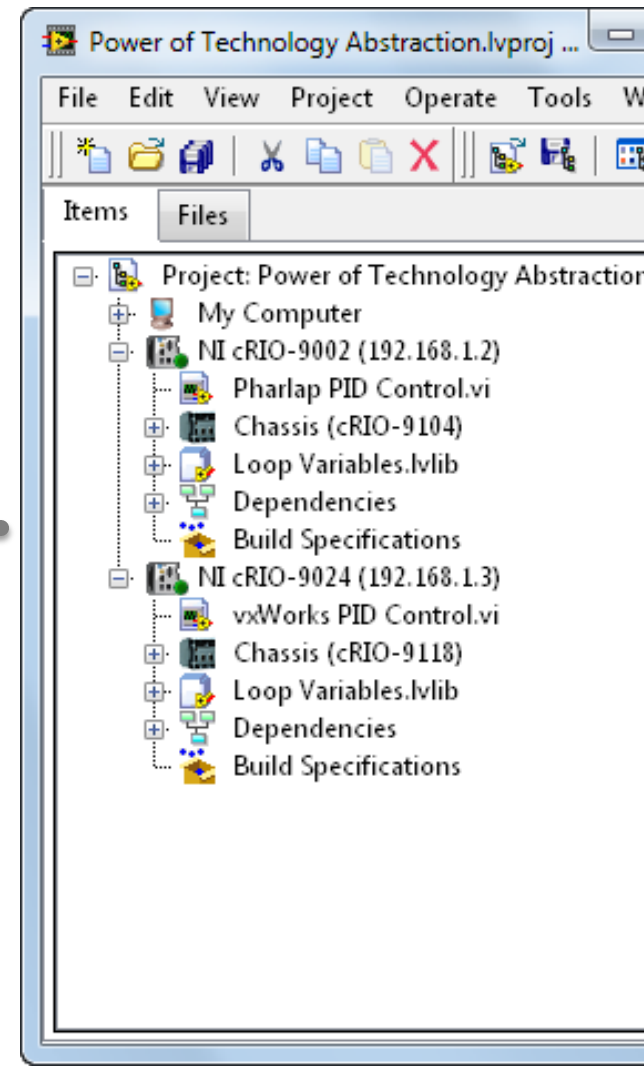 Power of Technology Abstraction.lvproj ...
File Edit View Project Operate Tools W
Items Files
Project: Power of Technology Abstraction
My Computer
NI cRIO-9002 (192.168.1.2)
Pharlap PID Control.vi
Chassis (cRIO-9104)
Loop Variables.lvlib
Dependencies
Build Specifications
NI cRIO-9024 (192.168.1.3)
vxWorks PID Control.vi
Chassis (cRIO-9118)
Loop Variables.lvlib
Dependencies
Build Specifications